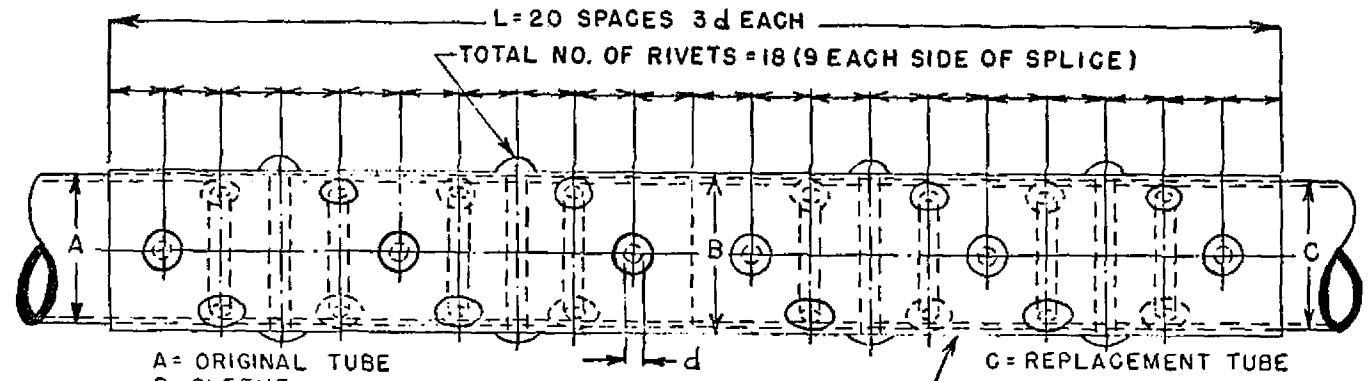 L=20 SPACES 3d EACH
TOTAL NO. OF RIVETS=18 (9 EACH SIDE OF SPLICE)
A
B
C
A= ORIGINAL TUBE
d
C= REPLACEMENT TUBE